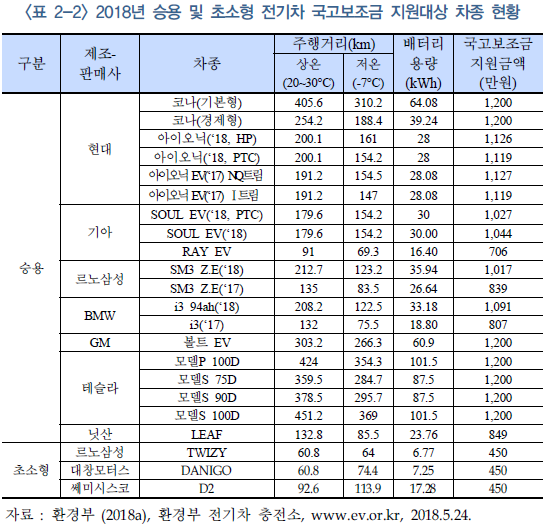 <표 2-2> 2018년 승용 및 초소형 전기차 국고보조금 지원대상 차종 현황
구분 제조-판매사 차종 주행거리(km) 배터리 용량 (kWh) 국고보조금 지원금액 (만원)
상온 (20~30°C) 저온 (-7°C)
승용 현대 코나(기본형) 405.6 310.2 64.08 1,200
코나(경제형) 254.2 188.4 39.24 1,200
아이오닉(‘18, HP) 200.1 161 28 1,126
아이오닉(‘18, PTC) 200.1 154.2 28 1,119
아이오닉 EV(‘17) NQ트림 191.2 154.5 28.08 1,127
아이오닉 EV(‘17) I 트림 191.2 147 28.08 1,119
기아 SOUL EV(‘18, PTC) 179.6 154.2 30 1,027
SOUL EV(‘18) 179.6 154.2 30.00 1,044
RAY EV 91 69.3 16.40 706
르노삼성 SM3 Z.E(‘18) 212.7 123.2 35.94 1,017
SM3 Z.E(‘17) 135 83.5 26.64 839
BMW i3 94ah(‘18) 208.2 122.5 33.18 1,091
i3(‘17) 132 75.5 18.80 807
GM 볼트 EV 303.2 266.3 60.9 1,200
테슬라 모델P 100D 424 354.3 101.5 1,200
모델S 75D 359.5 284.7 87.5 1,200
모델S 90D 378.5 295.7 87.5 1,200
모델S 100D 451.2 369 101.5 1,200
닛산 LEAF 132.8 85.5 23.76 849
초소형 르노삼성 TWIZY 60.8 64 6.77 450
대창모터스 DANIGO 60.8 74.4 7.25 450
쎄미시스코 D2 92.6 113.9 17.28 450
자료 : 환경부 (2018a), 환경부 전기차 충전소, www.ev.or.kr, 2018.5.24.